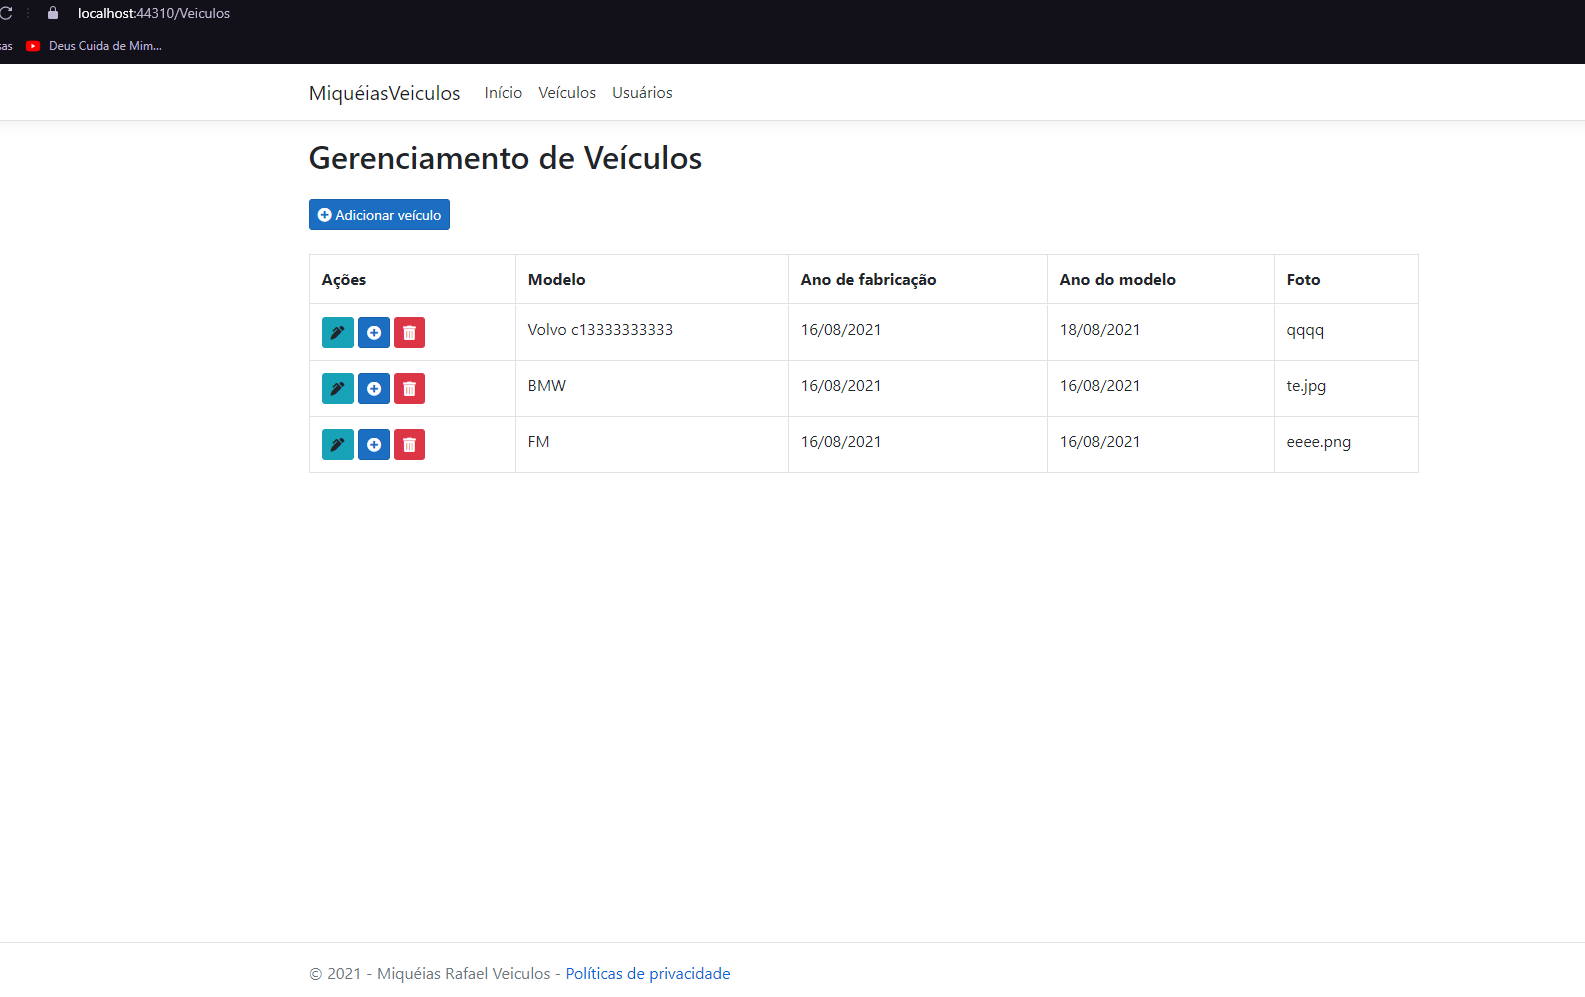 localhost:44310/Veiculos
sas Deus Cuida de Mim...
MiquéiasVeiculos Início Veículos Usuários
Gerenciamento de Veículos
Adicionar veículo
Ações Modelo Ano de fabricação Ano do modelo Foto
Volvo c13333333333 16/08/2021 18/08/2021 qqqq
BMW 16/08/2021 16/08/2021 te.jpg
FM 16/08/2021 16/08/2021 eeee.png
© 2021 - Miquéias Rafael Veiculos - Políticas de privacidade